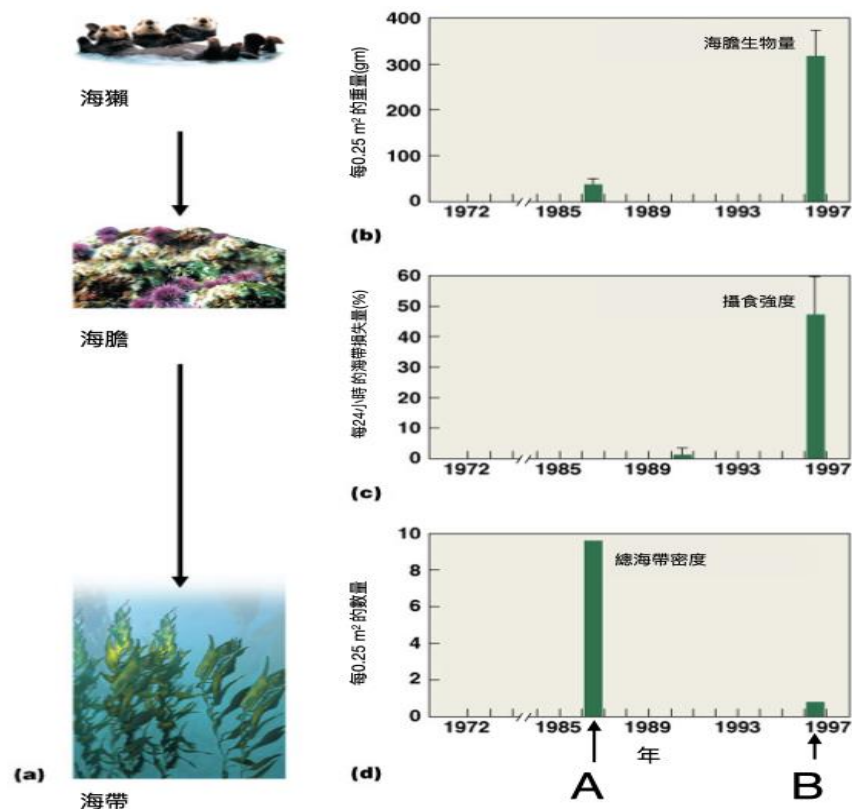 海獺
海膽
海帶
(a)
400
300
200
100
0
每0.25 m² 的重量(gm)
海膽生物量
1972 1985 1989 1993 1997
(b)
60
50
40
30
20
10
0
每24小時 的海帶損失量(%)
攝食強度
1972 1985 1989 1993 1997
(c)
10
8
6
4
2
0
每0.25 m² 的數量
總海帶密度
1972 1985 1989 1993 1997
年
(d)
A B